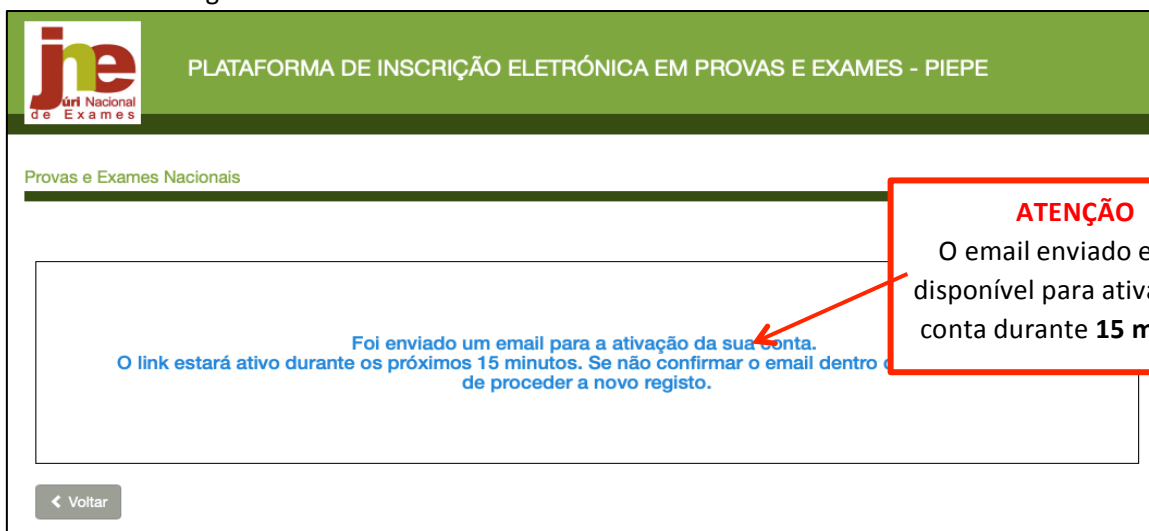 jne
Júri Nacional
de Exames
PLATAFORMA DE INSCRIÇÃO ELETRÓNICA EM PROVAS E EXAMES - PIEPE
Provas e Exames Nacionais
ATENÇÃO
O email enviado
disponível para
conta durante 15
Foi enviado um email para a ativação da sua conta.
O link estará ativo durante os próximos 15 minutos. Se não confirmar o email dentro
de proceder a novo registo.
Voltar